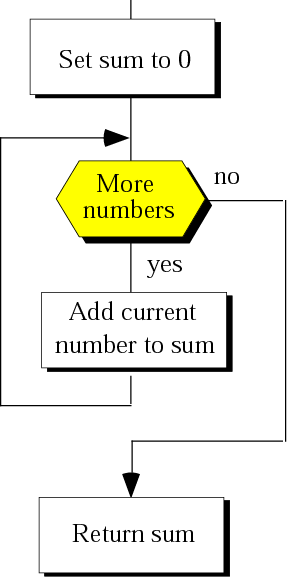 Set sum to 0
More
numbers
no
yes
Add current
number to sum
Return sum